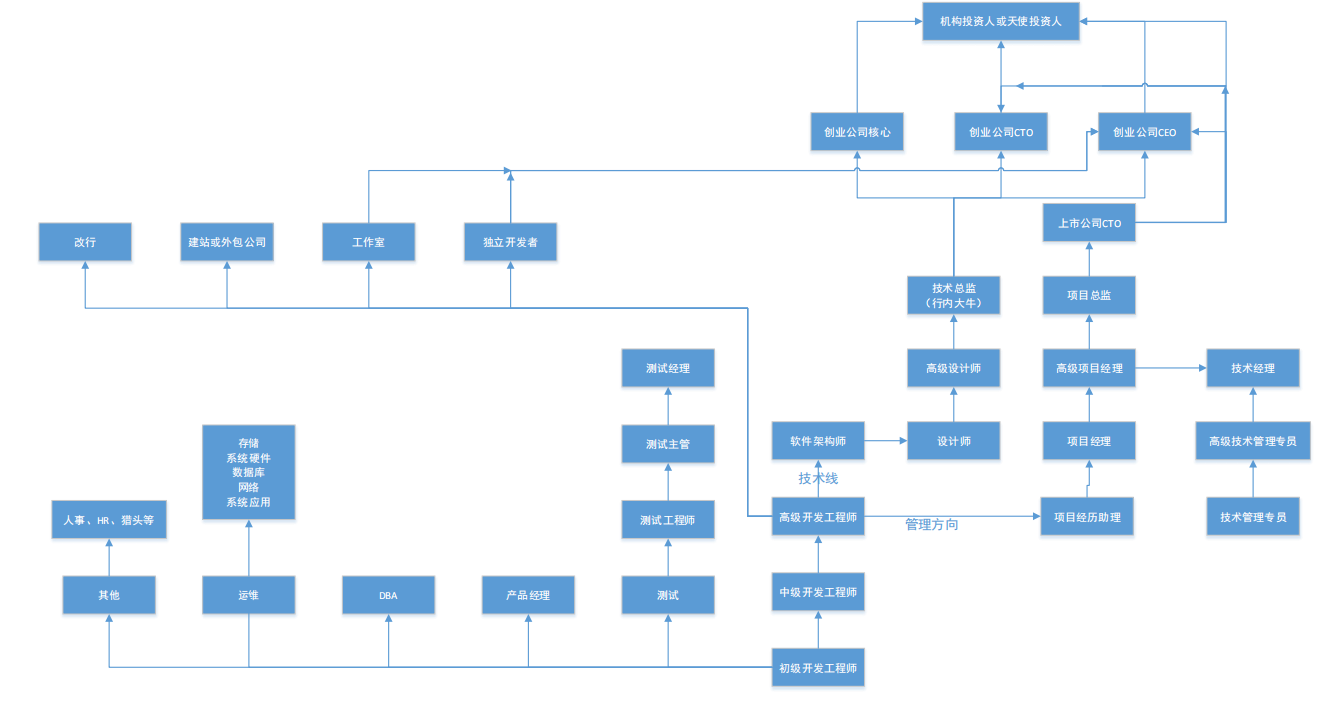 机构投资人或天使投资人
创业公司核心
创业公司CTO
创业公司CEO
上市公司CTO
改行
建站或外包公司
工作室
独立开发者
技术总监
（行内大牛）
项目总监
测试经理
高级设计师
高级项目经理
技术经理
存储
系统硬件
数据库
网络
系统应用
测试主管
软件架构师
设计师
项目经理
高级技术管理专员
技术线
人事、HR、猎头等
测试工程师
高级开发工程师
管理方向
项目经历助理
技术管理专员
其他
运维
DBA
产品经理
测试
中级开发工程师
初级开发工程师